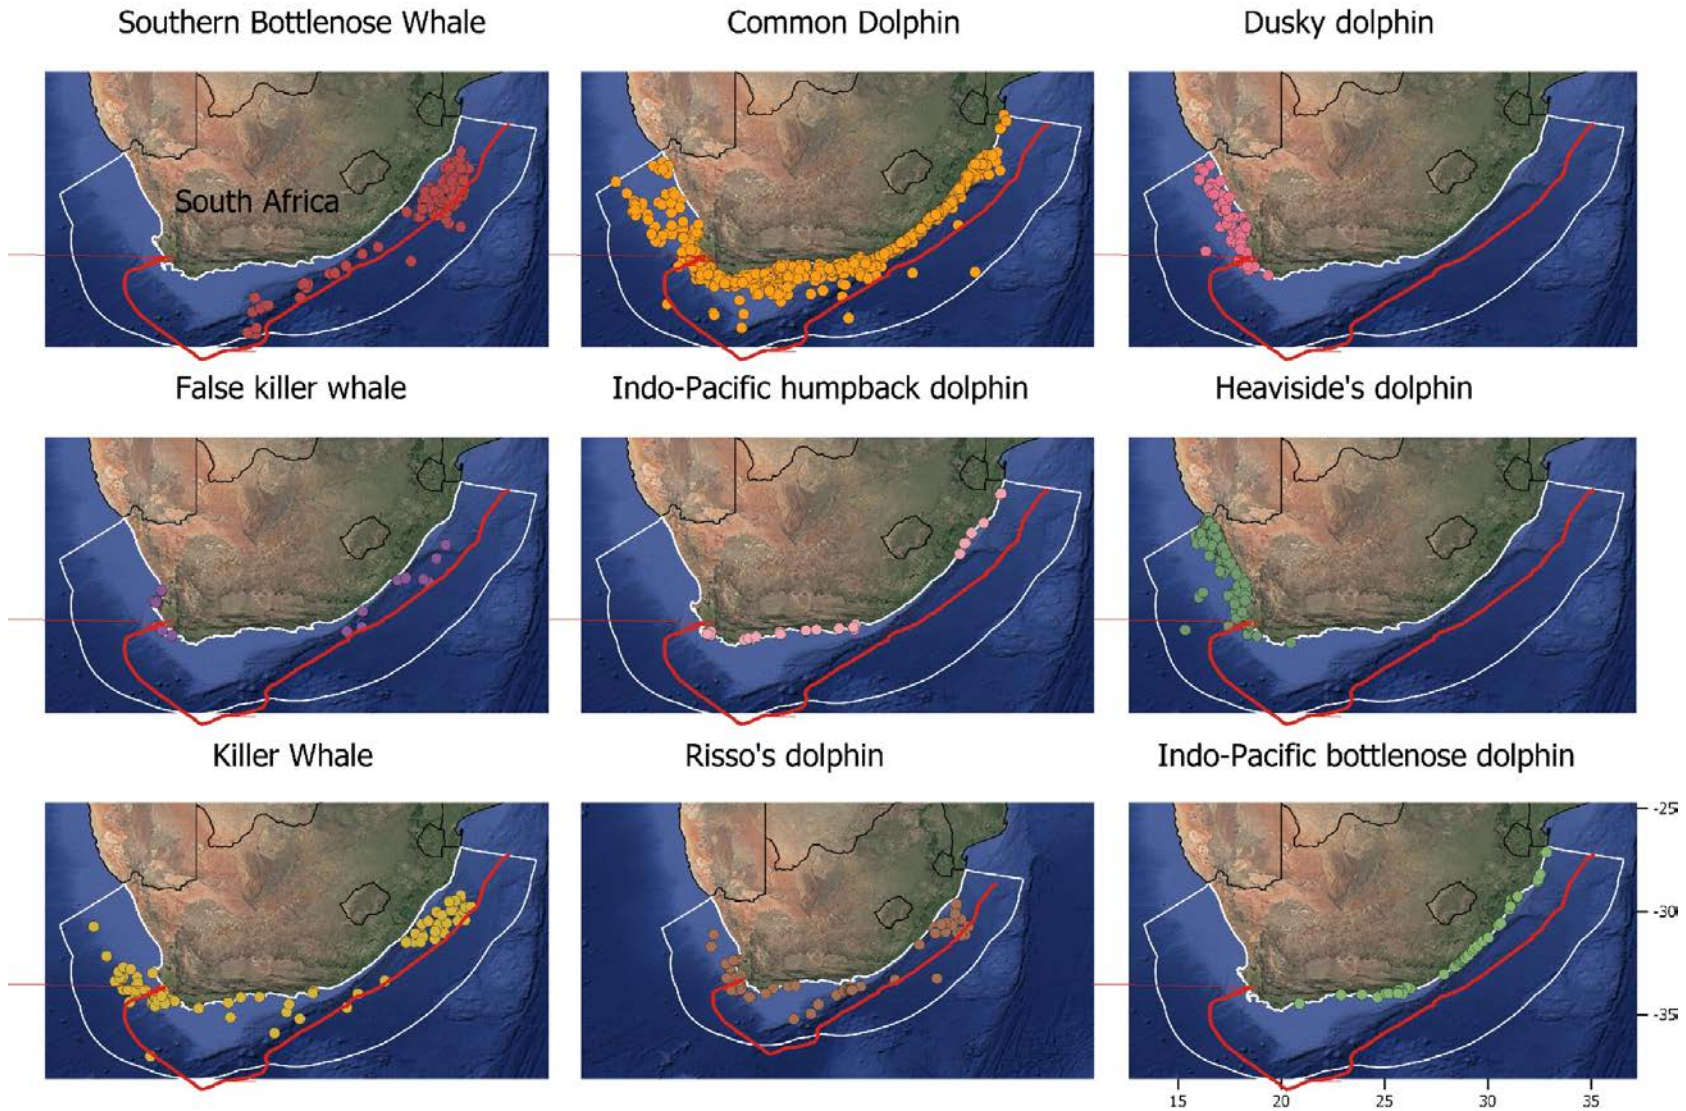 Southern Bottlenose Whale
Common Dolphin
Dusky dolphin
South Africa
False killer whale
Indo-Pacific humpback dolphin
Heaviside's dolphin
Killer Whale
Risso's dolphin
Indo-Pacific bottlenose dolphin
-25
-30
-35
15 20 25 30 35